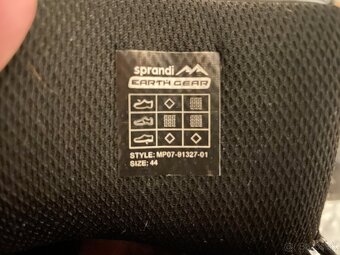 sprandi
EARTH GEAR
STYLE: MP07-91327-01
SIZE: 44